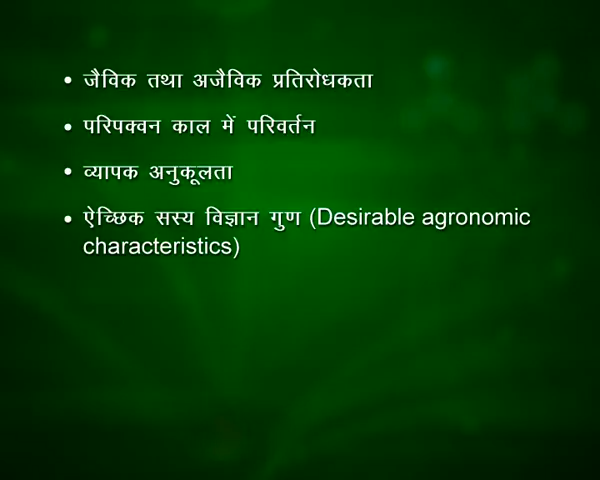 • जैविक तथा अजैविक प्रतिरोधकता
• परिपक्वन काल में परिवर्तन
• व्यापक अनुकूलता
• ऐच्छिक सस्य विज्ञान गुण (Desirable agronomic
characteristics)